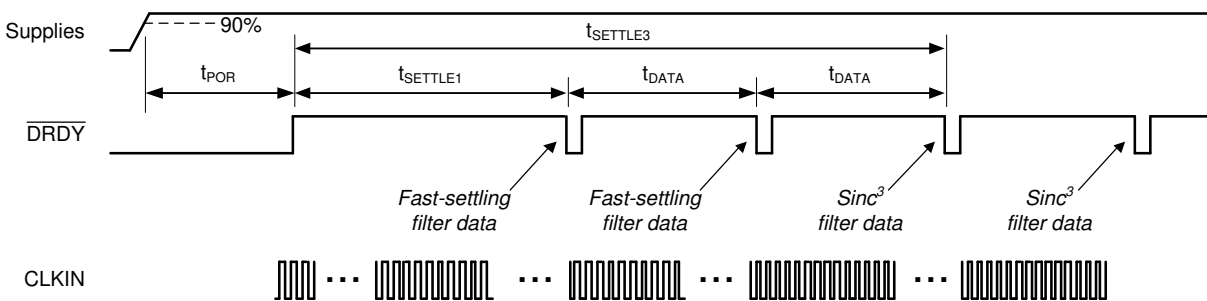 Supplies
90%
tSETTLE3
tPOR
tSETTLE1
tDATA
tDATA
DRDY
Fast-settling
filter data
Fast-settling
filter data
Sinc³
filter data
Sinc³
filter data
CLKIN